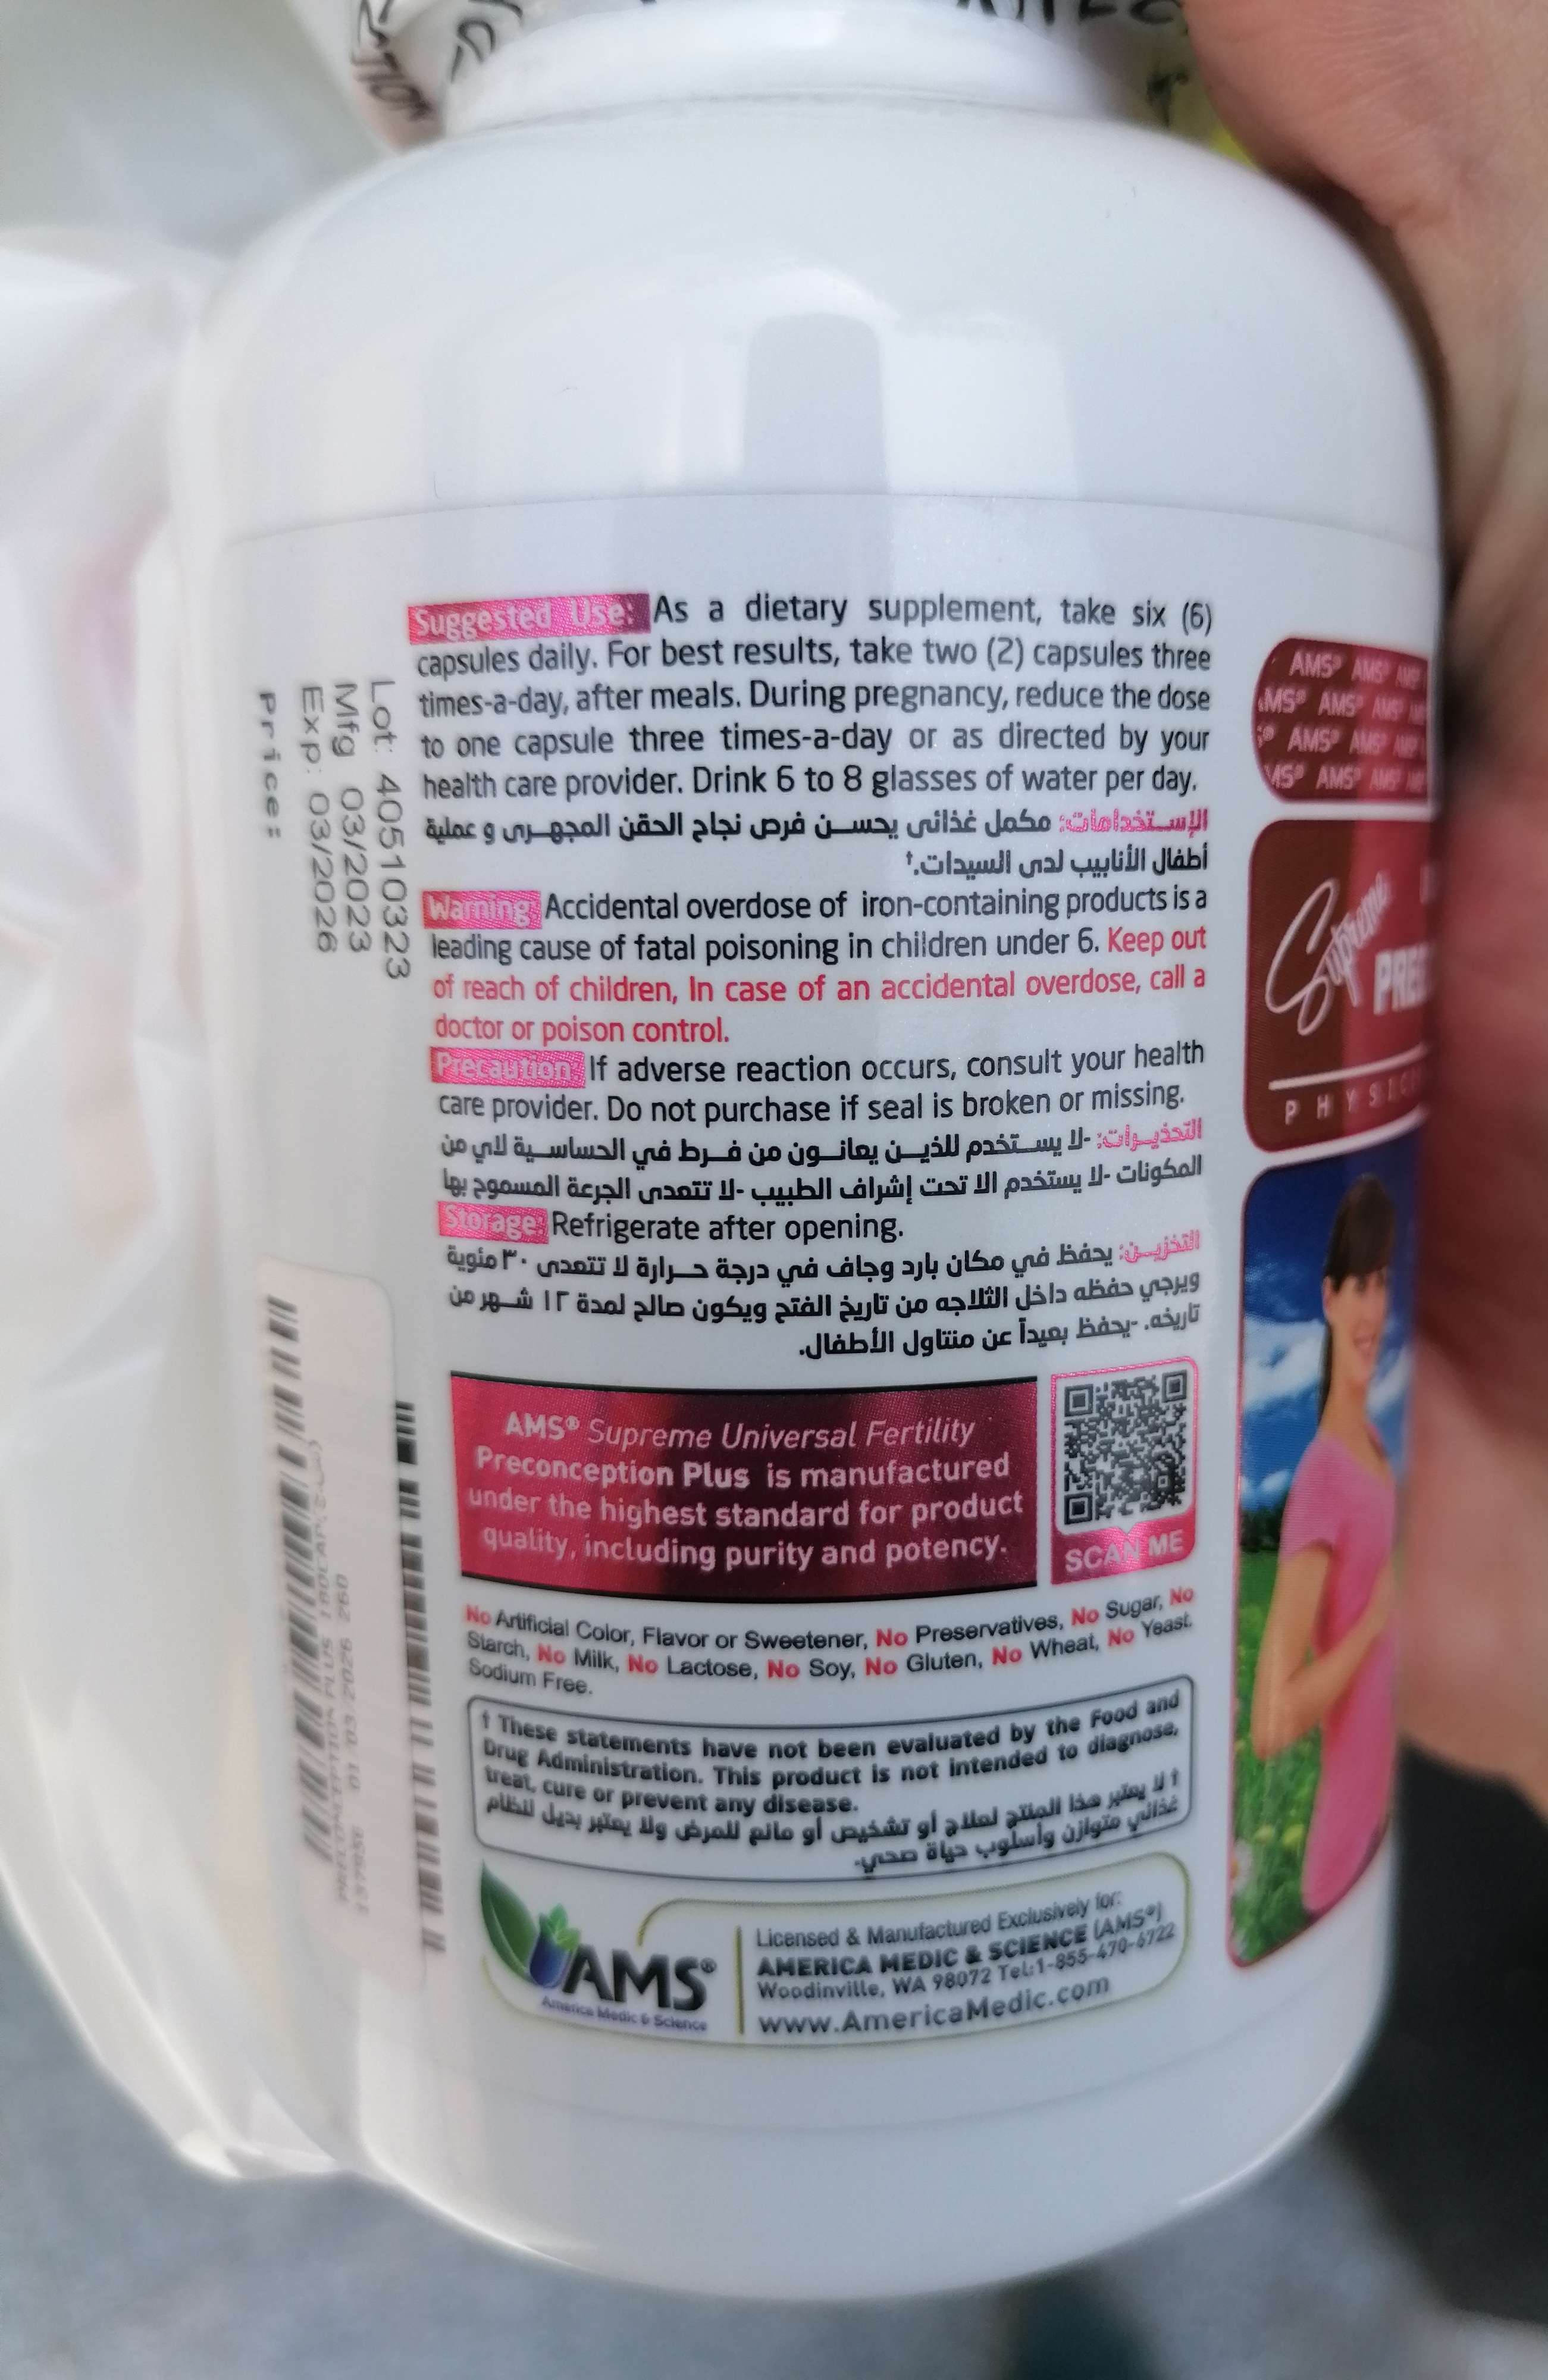 Suggested Use: As a dietary supplement, take six (6)
capsules daily. For best results, take two (2) capsules three
times-a-day, after meals. During pregnancy, reduce the dose
to one capsule three times-a-day or as directed by your
health care provider. Drink 6 to 8 glasses of water per day.
الإستخدامات: مكمل غذائى يحسن فرص نجاح الحقن المجهرى و عملية
أطفال الأنابيب لدى السيدات.†
Warning: Accidental overdose of iron-containing products is a
leading cause of fatal poisoning in children under 6. Keep out
of reach of children, In case of an accidental overdose, call a
doctor or poison control.
Precaution: If adverse reaction occurs, consult your health
care provider. Do not purchase if seal is broken or missing.
التحذيرات: -لا يستخدم للذين يعانون من فرط في الحساسية لاي من
المكونات -لا يستخدم الا تحت إشراف الطبيب -لا تتعدى الجرعة المسموح بها
Storage: Refrigerate after opening.
التخزين: يحفظ في مكان بارد وجاف في درجة حرارة لا تتعدى ٣٠ مئوية
ويرجي حفظه داخل الثلاجه من تاريخ الفتح ويكون صالح لمدة ١٢ شهر من
تاريخه. -يحفظ بعيداً عن متناول الأطفال.
AMS® Supreme Universal Fertility
Preconception Plus is manufactured
under the highest standard for product
quality, including purity and potency.
SCAN ME
No Artificial Color, Flavor or Sweetener, No Preservatives, No Sugar, No
Starch, No Milk, No Lactose, No Soy, No Gluten, No Wheat, No Yeast.
Sodium Free.
† These statements have not been evaluated by the Food and
Drug Administration. This product is not intended to diagnose,
treat, cure or prevent any disease.
† لا يعتبر هذا المنتج لعلاج أو تشخيص أو مانع للمرض ولا يعتبر بديل لنظام
غذائي متوازن وأسلوب حياة صحي.
AMS®
America Medic & Science
Licensed & Manufactured Exclusively for:
AMERICA MEDIC & SCIENCE (AMS®)
Woodinville, WA 98072 Tel:1-855-470-6722
www.AmericaMedic.com
Lot: 40510323
Mfg 03/2023
Exp: 03/2026
Price:
AMS® AMS® AMS®
AMS® AMS® AMS®
AMS® AMS®
AMS® AMS®
Supreme